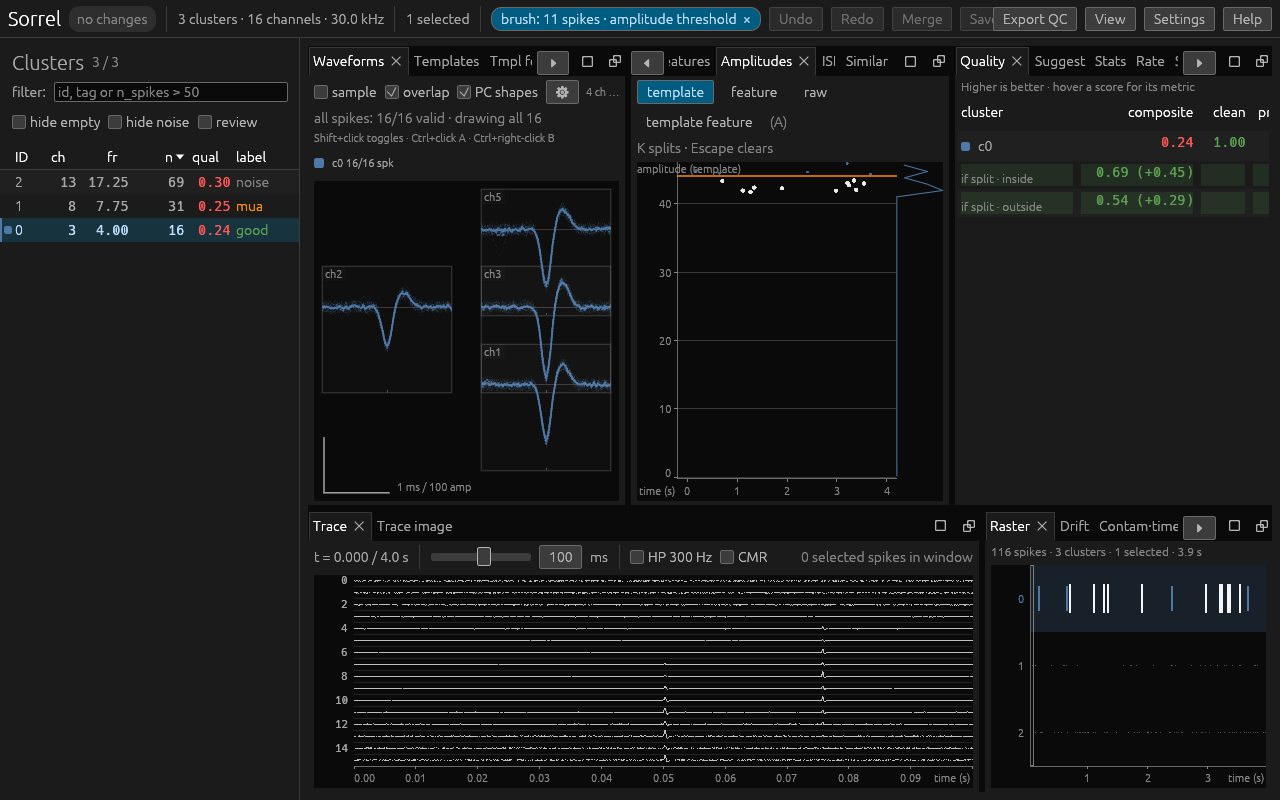 Sorrel no changes 3 clusters · 16 channels · 30.0 kHz 1 selected brush: 11 spikes · amplitude threshold × Undo Redo Merge Export QC View Settings Help
Clusters 3 / 3
filter: id, tag or n_spikes > 50
hide empty hide noise review
ID ch fr n qual label
2 13 17.25 69 0.30 noise
1 8 7.75 31 0.25 mua
0 3 4.00 16 0.24 good
Waveforms Templates Tmpl
sample overlap PC shapes 4 ch ...
all spikes: 16/16 valid · drawing all 16
Shift+click toggles · Ctrl+click A · Ctrl+right-click B
c0 16/16 spk
ch5
ch2
ch3
ch1
1 ms / 100 amp
eatures Amplitudes ISI Similar
template feature raw
template feature (A)
K splits · Escape clears
amplitude (template)
40
30
20
10
0
time (s) 0 1 2 3 4
Quality Suggest Stats Rate
Higher is better · hover a score for its metric
cluster composite clean
c0 0.24 1.00
if split · inside 0.69 (+0.45)
if split · outside 0.54 (+0.29)
Trace Trace image
t = 0.000 / 4.0 s 100 ms HP 300 Hz CMR 0 selected spikes in window
0
2
4
6
8
10
12
14
0.00 0.01 0.02 0.03 0.04 0.05 0.06 0.07 0.08 0.09 time (s)
Raster Drift Contam·time
116 spikes · 3 clusters · 1 selected · 3.9 s
0
1
2
1 2 3 time (s)